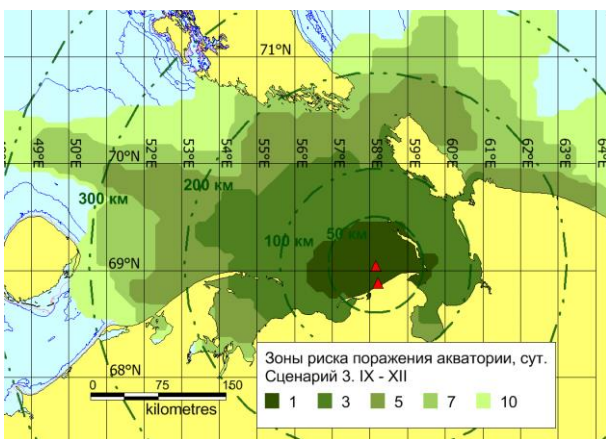 71°N
49°E 50°E 52°E 53°E 54°E 55°E 57°E 58°E 59°E 60°E 61°E 62°E 63°E 64°E
70°N
200 км
300 км
100 км
50 км
69°N
68°N
0 75 150
kilometres
Зоны риска поражения акватории, сут.
Сценарий 3. IX - XII
1 3 5 7 10